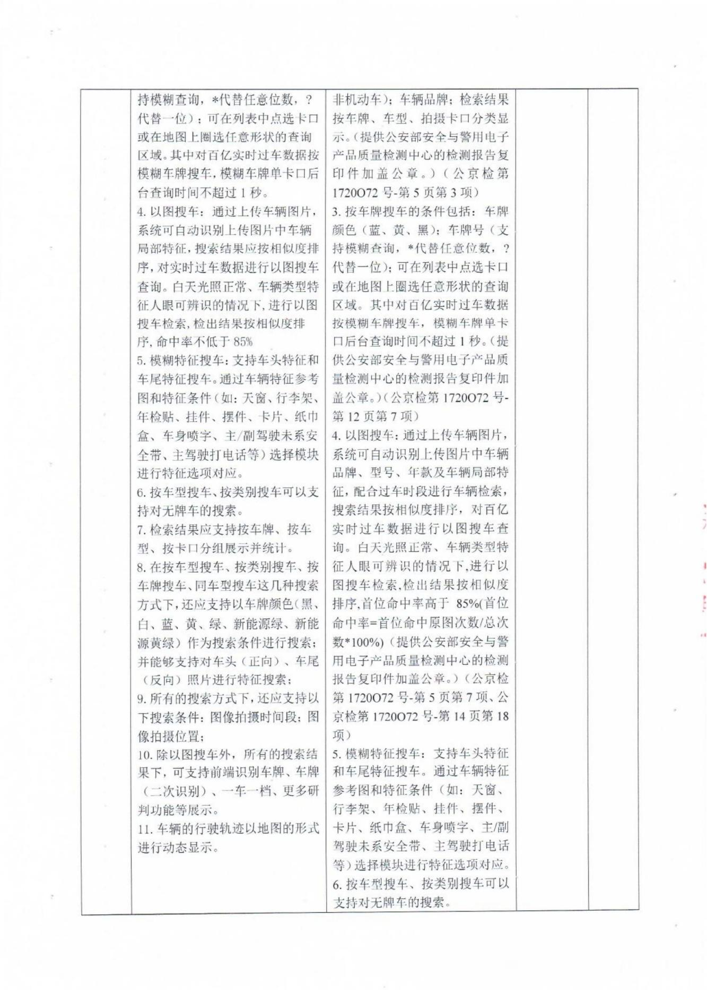 持模糊查询，*代替任意位数，?
代替一位）；可在列表中点选卡口
或在地图上圈选任意形状的查询
区域。其中对百亿实时过车数据按
模糊车牌搜车，模糊车牌单卡口后
台查询时间不超过 1 秒。
4. 以图搜车：通过上传车辆图片，
系统可自动识别上传图片中车辆
局部特征，搜索结果应按相似度排
序，对实时过车数据进行以图搜车
查询。白天光照正常、车辆类型特
征人眼可辨识的情况下,进行以图
搜车检索,检出结果按相似度排
序,命中率不低于 85%
5. 模糊特征搜车：支持车头特征和
车尾特征搜车。通过车辆特征参考
图和特征条件（如：天窗、行李架、
年检贴、挂件、摆件、卡片、纸巾
盒、车身喷字、主/副驾驶未系安
全带、主驾驶打电话等）选择模块
进行特征选项对应。
6. 按车型搜车、按类别搜车可以支
持对无牌车的搜索。
7. 检索结果应支持按车牌、按车
型、按卡口分组展示并统计。
8. 在按车型搜车、按类别搜车、按
车牌搜车、同车型搜车这几种搜索
方式下，还应支持以车牌颜色（黑、
白、蓝、黄、绿、新能源绿、新能
源黄绿）作为搜索条件进行搜索；
并能够支持对车头（正向）、车尾
（反向）照片进行特征搜索；
9. 所有的搜索方式下，还应支持以
下搜索条件：图像拍摄时间段；图
像拍摄位置；
10. 除以图搜车外，所有的搜索结
果下，可支持前端识别车牌、车牌
（二次识别）、一车一档、更多研
判功能等展示。
11. 车辆的行驶轨迹以地图的形式
进行动态显示。
非机动车）；车辆品牌；检索结果
按车牌、车型、拍摄卡口分类显
示。（提供公安部安全与警用电子
产品质量检测中心的检测报告复
印件加盖公章。）（公京检第
1720O72 号-第 5 页第 3 项）
3. 按车牌搜车的条件包括：车牌
颜色（蓝、黄、黑）；车牌号（支
持模糊查询，*代替任意位数，?
代替一位）；可在列表中点选卡口
或在地图上圈选任意形状的查询
区域。其中对百亿实时过车数据
按模糊车牌搜车，模糊车牌单卡
口后台查询时间不超过 1 秒。（提
供公安部安全与警用电子产品质
量检测中心的检测报告复印件加
盖公章。）（公京检第 1720O72 号-
第 12 页第 7 项）
4. 以图搜车：通过上传车辆图片，
系统可自动识别上传图片中车辆
品牌、型号、年款及车辆局部特
征，配合过车时段进行车辆检索，
搜索结果按相似度排序，对百亿
实时过车数据进行以图搜车查
询。白天光照正常、车辆类型特
征人眼可辨识的情况下,进行以
图搜车检索,检出结果按相似度
排序,首位命中率高于 85%(首位
命中率=首位命中原图次数/总次
数*100%)（提供公安部安全与警
用电子产品质量检测中心的检测
报告复印件加盖公章。）（公京检
第 1720O72 号-第 5 页第 7 项、公
京检第 1720O72 号-第 14 页第 18
项）
5. 模糊特征搜车：支持车头特征
和车尾特征搜车。通过车辆特征
参考图和特征条件（如：天窗、
行李架、年检贴、挂件、摆件、
卡片、纸巾盒、车身喷字、主/副
驾驶未系安全带、主驾驶打电话
等）选择模块进行特征选项对应。
6. 按车型搜车、按类别搜车可以
支持对无牌车的搜索。